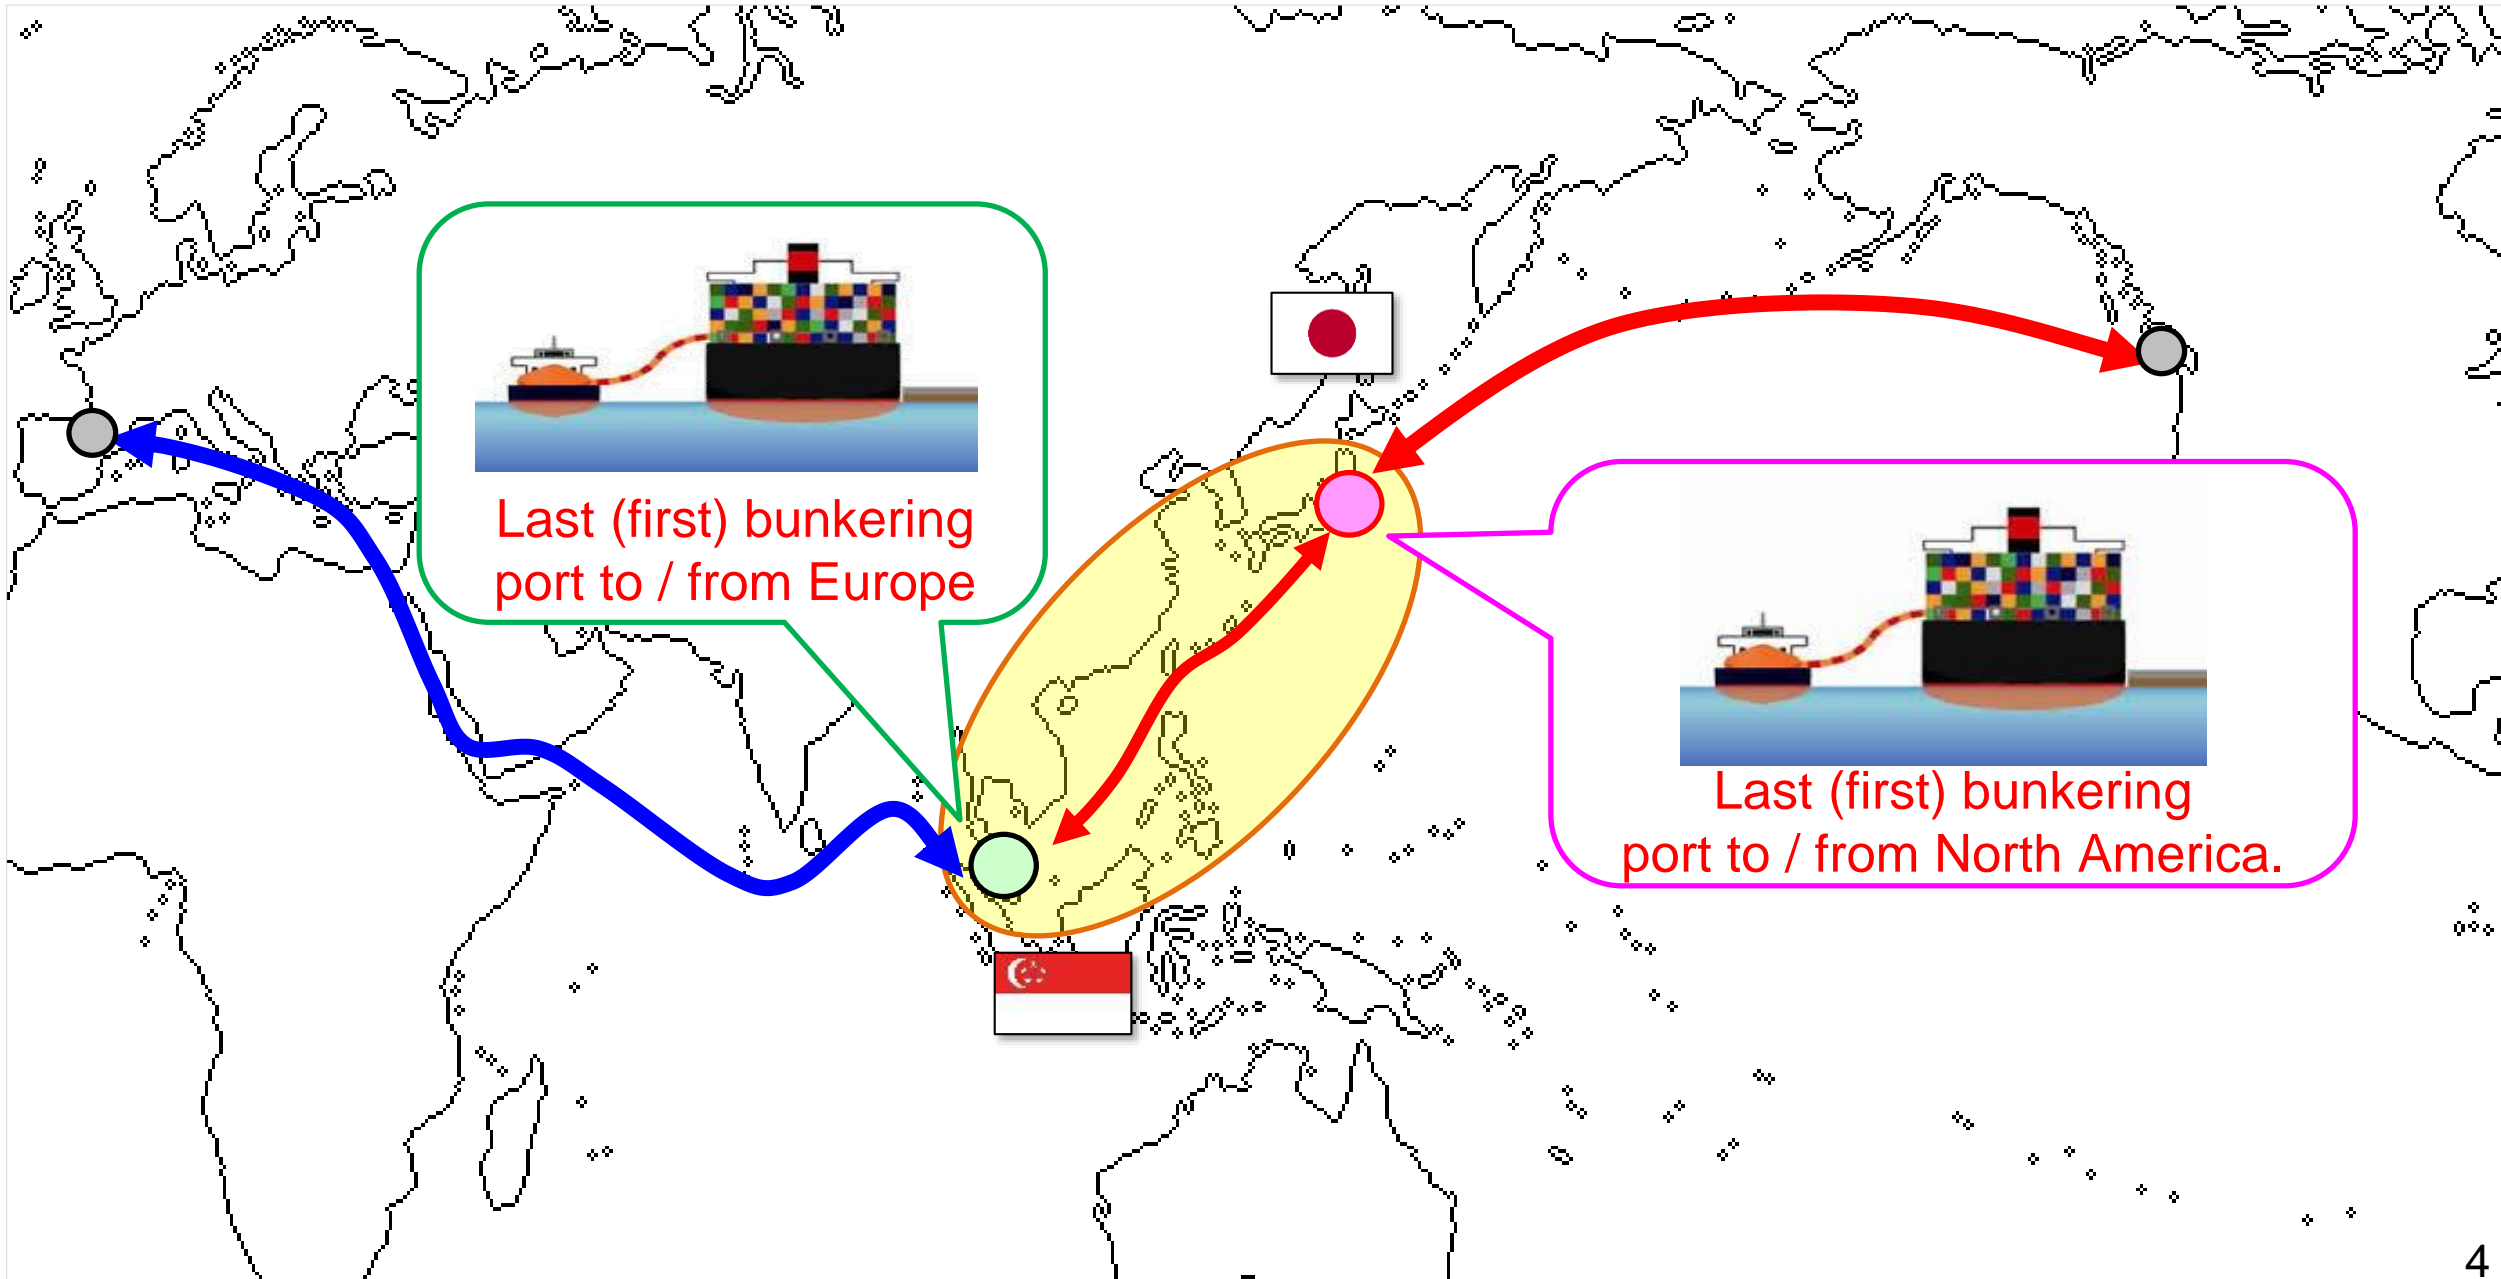 Last (first) bunkering
port to / from Europe
Last (first) bunkering
port to / from North America.
4